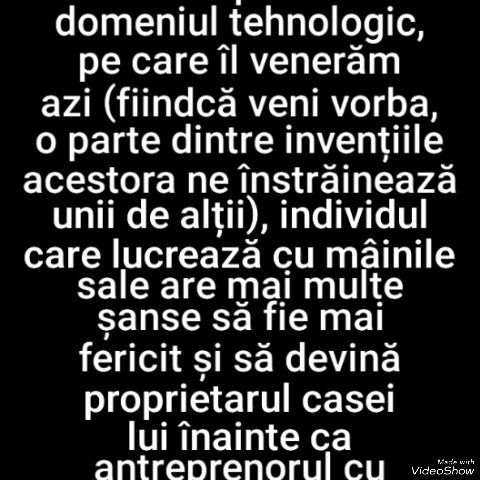 domeniul tehnologic,
pe care îl venerăm
azi (fiindcă veni vorba,
o parte dintre invențiile
acestora ne înstrăinează
unii de alții), individul
care lucrează cu mâinile
sale are mai multe
șanse să fie mai
fericit și să devină
proprietarul casei
lui înainte ca
antreprenorul cu
Made with
VideoShow